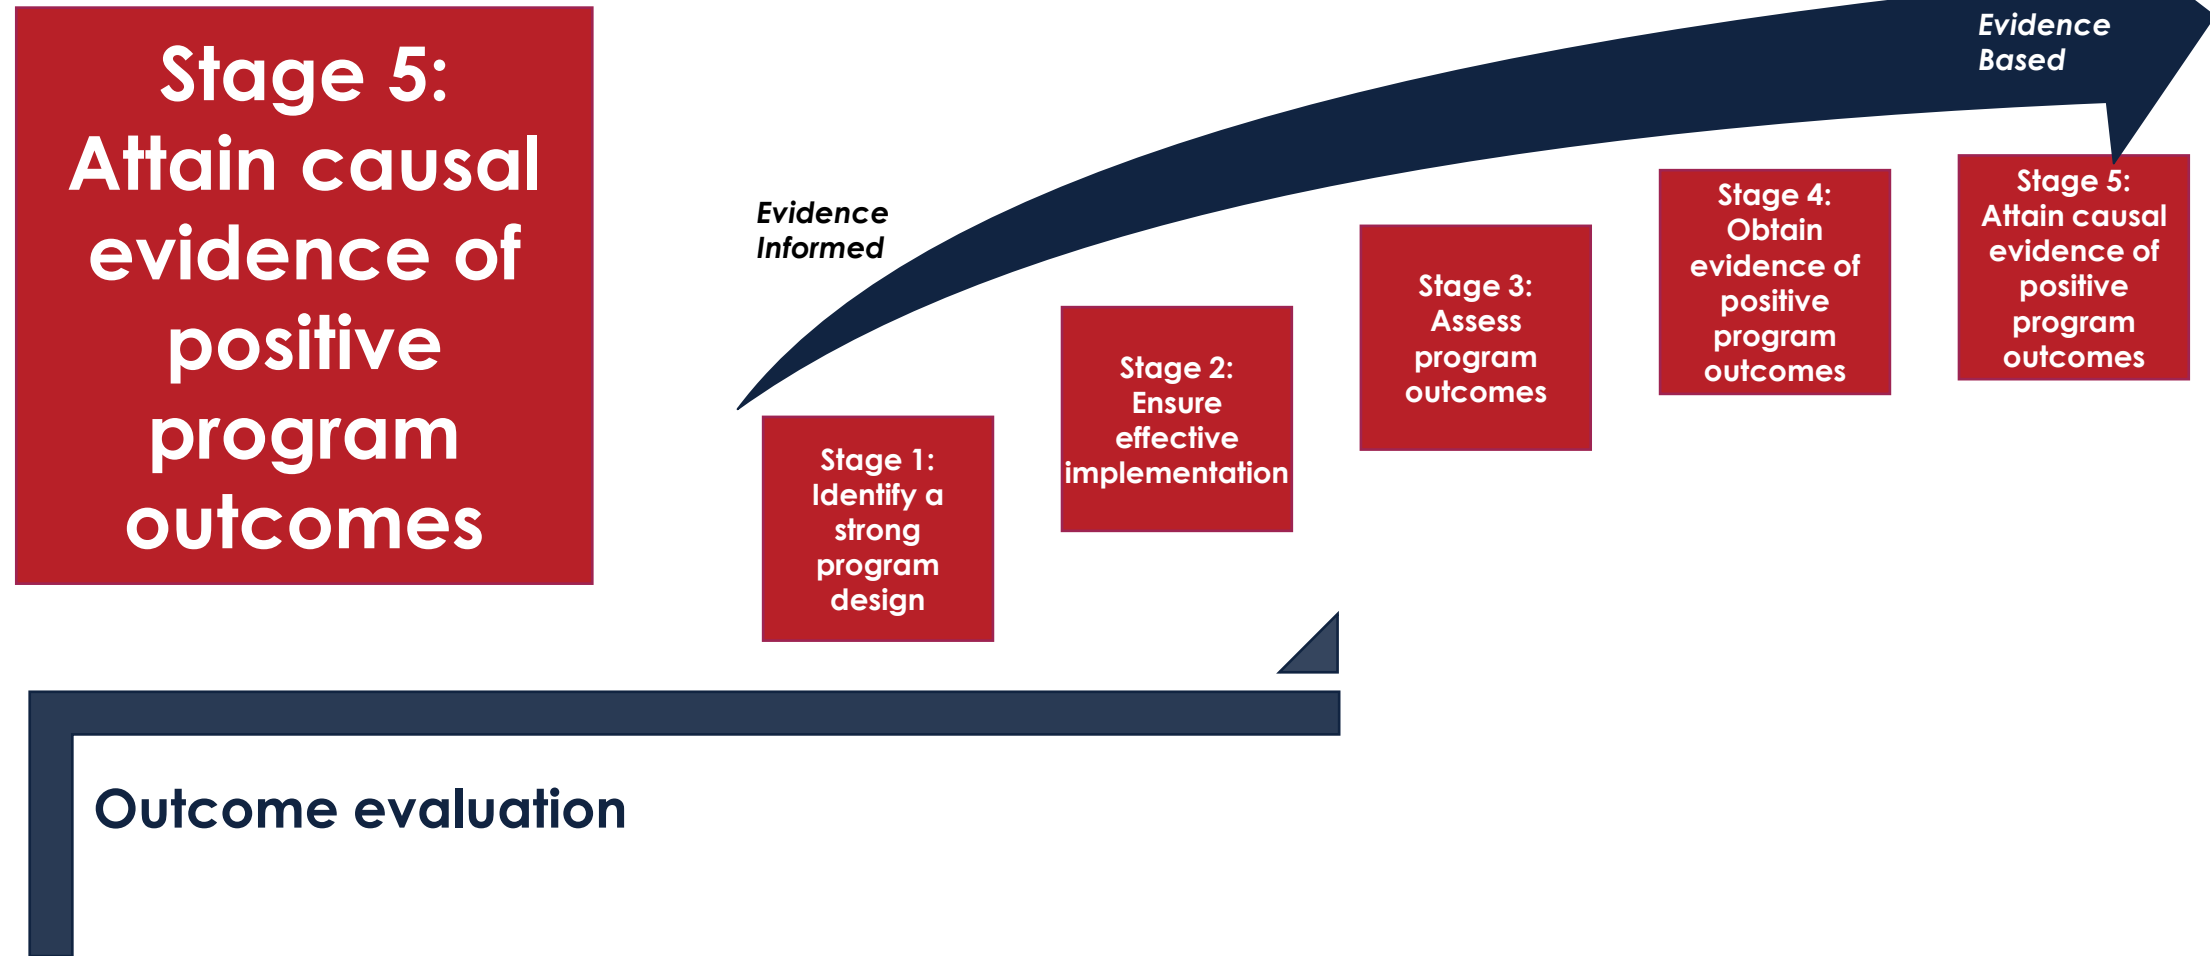 Stage 5:
Attain causal
evidence of
positive
program
outcomes
Evidence
Informed
Evidence
Based
Stage 1:
Identify a
strong
program
design
Stage 2:
Ensure
effective
implementation
Stage 3:
Assess
program
outcomes
Stage 4:
Obtain
evidence of
positive
program
outcomes
Stage 5:
Attain causal
evidence of
positive
program
outcomes
Outcome evaluation